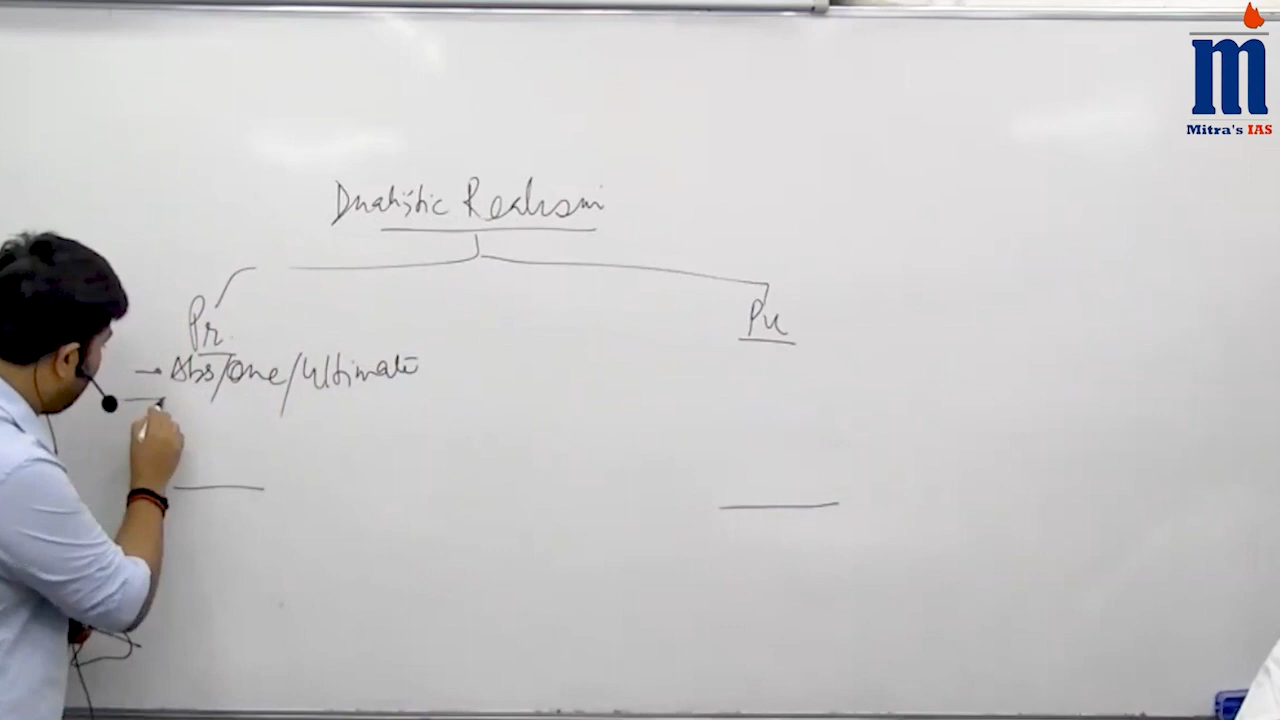 m
Mitra's IAS
Dualistic Realism
Pr.
Pu
→ Abs/One/Ultimate